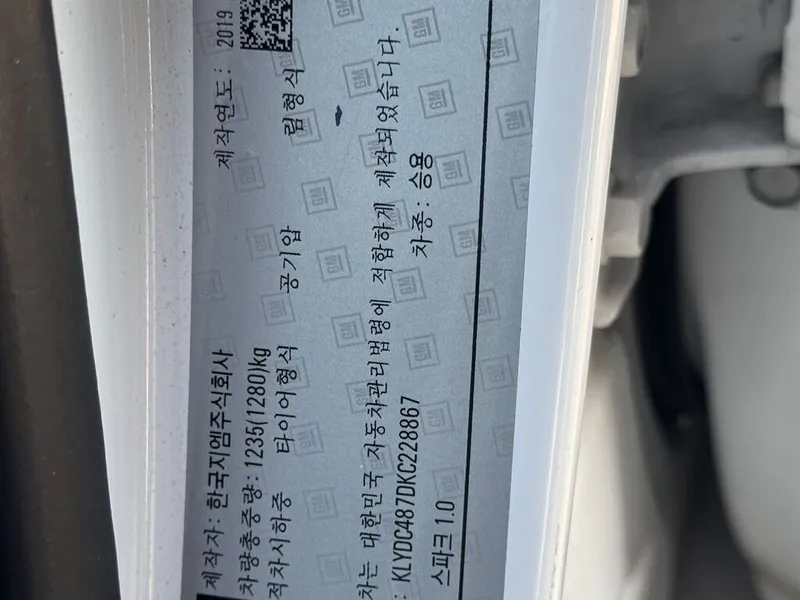 제작자: 한국지엠주식회사 제작연도: 2019
차량총중량: 1235(1280)kg
적차시하중 타이어형식 공기압 림형식
차는 대한민국 자동차관리법령에 적합하게 제작되었습니다.
: KLYDC487DKC228867 차종: 승용
스파크 1.0
GM